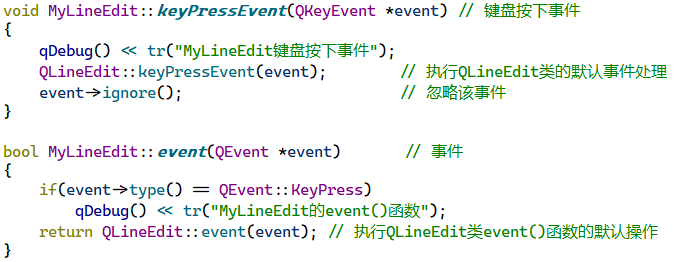 void MyLineEdit::keyPressEvent(QKeyEvent *event) // 键盘按下事件
{
    qDebug() << tr("MyLineEdit键盘按下事件");
    QLineEdit::keyPressEvent(event);         // 执行QLineEdit类的默认事件处理
    event->ignore();                         // 忽略该事件
}

bool MyLineEdit::event(QEvent *event)        // 事件
{
    if(event->type() == QEvent::KeyPress)
        qDebug() << tr("MyLineEdit的event()函数");
    return QLineEdit::event(event); // 执行QLineEdit类event()函数的默认操作
}